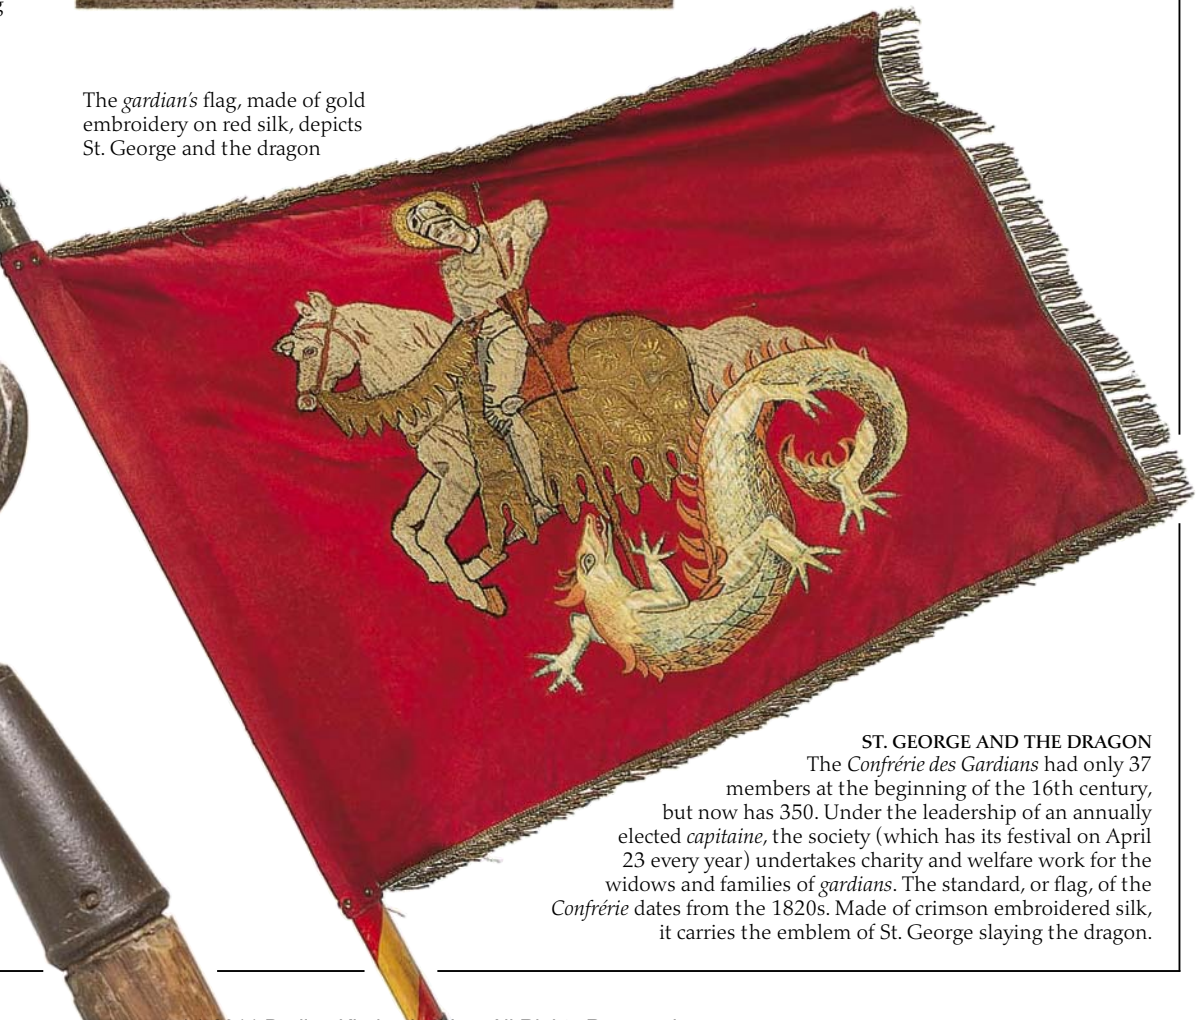 The gardian's flag, made of gold
embroidery on red silk, depicts
St. George and the dragon
ST. GEORGE AND THE DRAGON
The Confrérie des Gardians had only 37
members at the beginning of the 16th century,
but now has 350. Under the leadership of an annually
elected capitaine, the society (which has its festival on April
23 every year) undertakes charity and welfare work for the
widows and families of gardians. The standard, or flag, of the
Confrérie dates from the 1820s. Made of crimson embroidered silk,
it carries the emblem of St. George slaying the dragon.